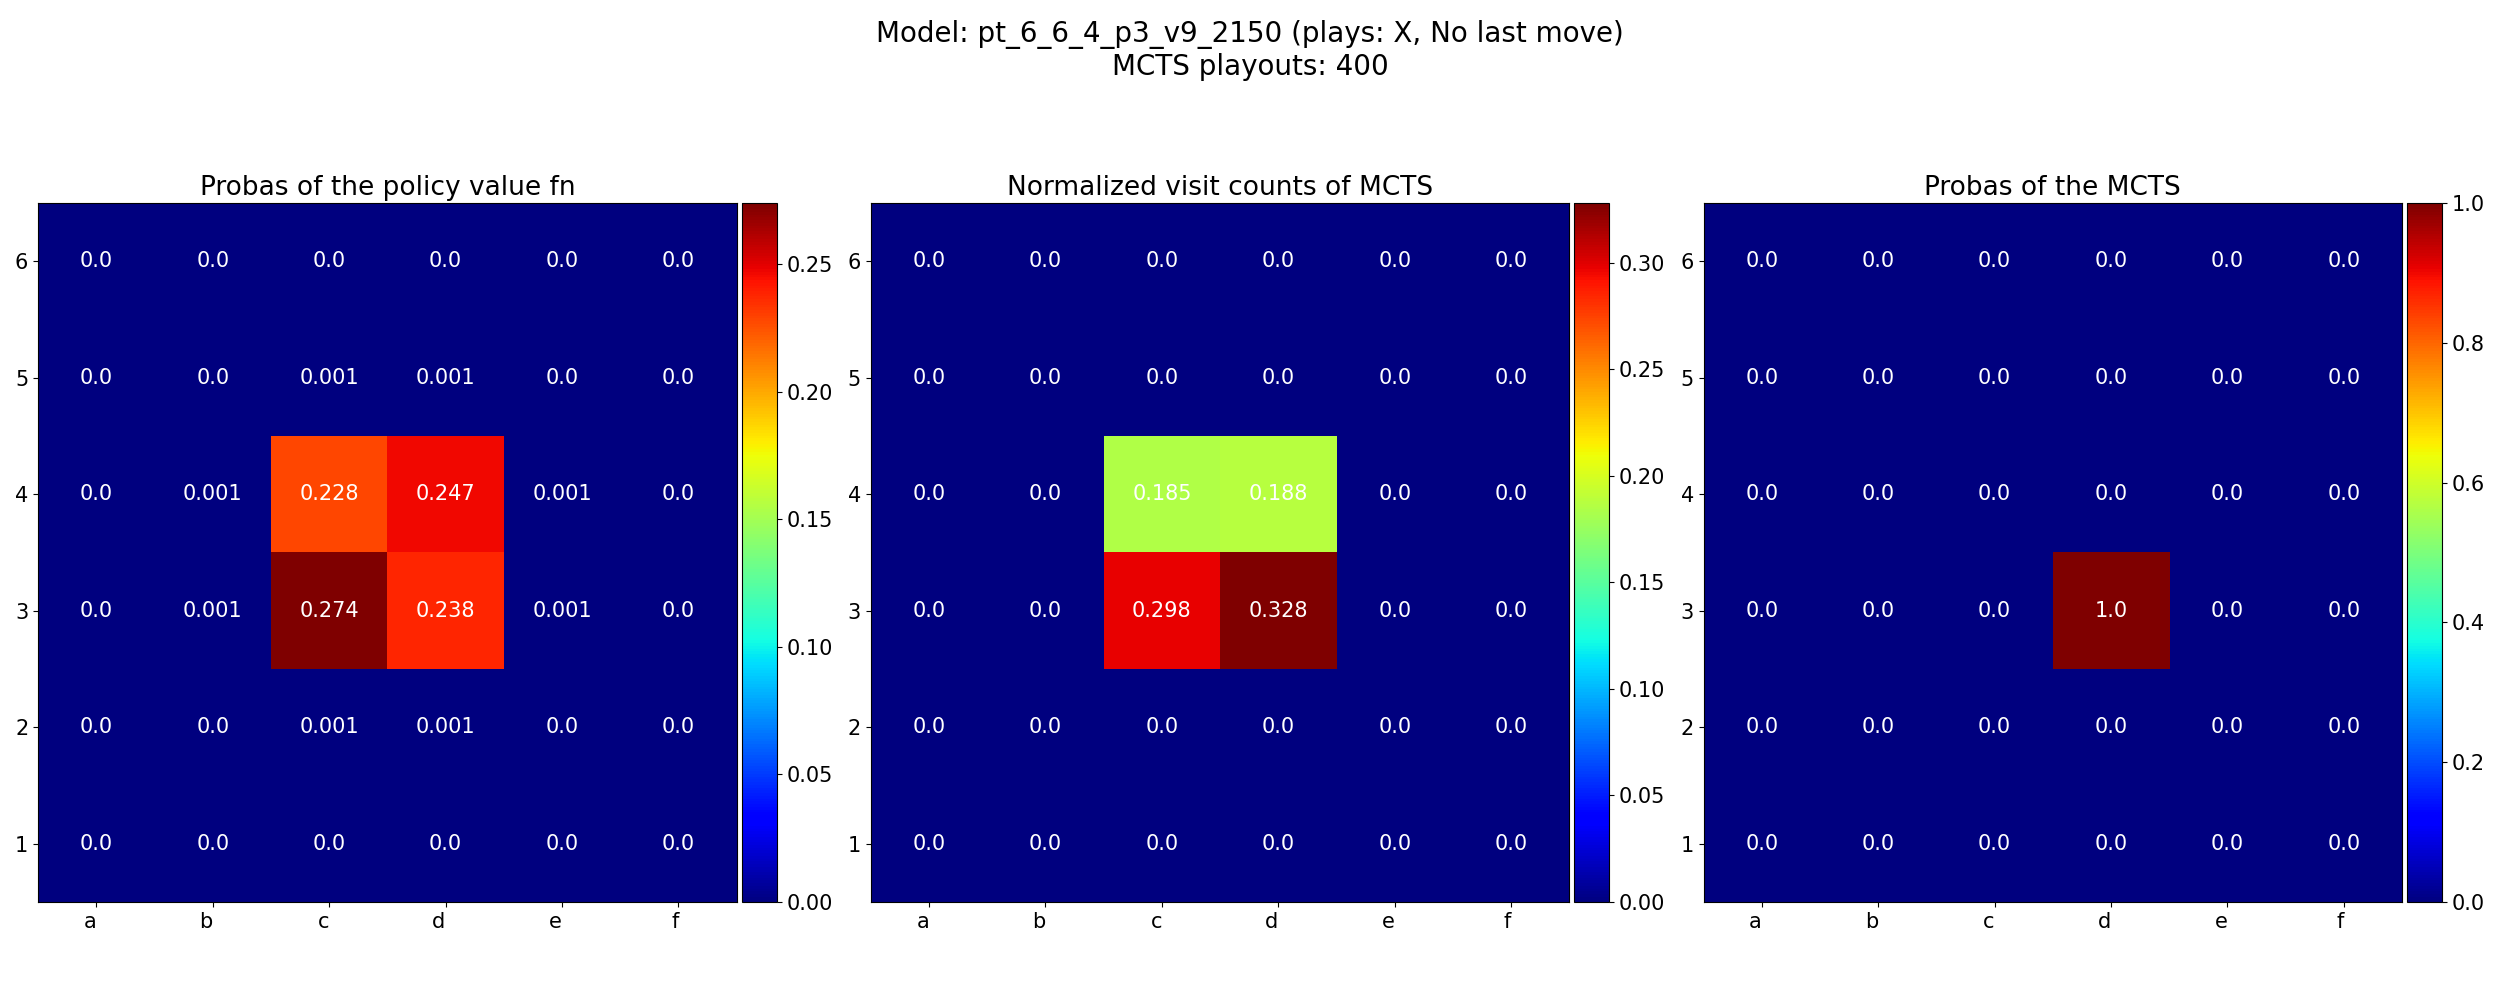 Model: pt_6_6_4_p3_v9_2150 (plays: X, No last move)
MCTS playouts: 400
Probas of the policy value fn
6 0.0 0.0 0.0 0.0 0.0 0.0
5 0.0 0.0 0.001 0.001 0.0 0.0
4 0.0 0.001 0.228 0.247 0.001 0.0
3 0.0 0.001 0.274 0.238 0.001 0.0
2 0.0 0.0 0.001 0.001 0.0 0.0
1 0.0 0.0 0.0 0.0 0.0 0.0
a b c d e f
0.25
0.20
0.15
0.10
0.05
0.00
Normalized visit counts of MCTS
6 0.0 0.0 0.0 0.0 0.0 0.0
5 0.0 0.0 0.0 0.0 0.0 0.0
4 0.0 0.0 0.185 0.188 0.0 0.0
3 0.0 0.0 0.298 0.328 0.0 0.0
2 0.0 0.0 0.0 0.0 0.0 0.0
1 0.0 0.0 0.0 0.0 0.0 0.0
a b c d e f
0.30
0.25
0.20
0.15
0.10
0.05
0.00
Probas of the MCTS
6 0.0 0.0 0.0 0.0 0.0 0.0
5 0.0 0.0 0.0 0.0 0.0 0.0
4 0.0 0.0 0.0 0.0 0.0 0.0
3 0.0 0.0 0.0 1.0 0.0 0.0
2 0.0 0.0 0.0 0.0 0.0 0.0
1 0.0 0.0 0.0 0.0 0.0 0.0
a b c d e f
1.0
0.8
0.6
0.4
0.2
0.0